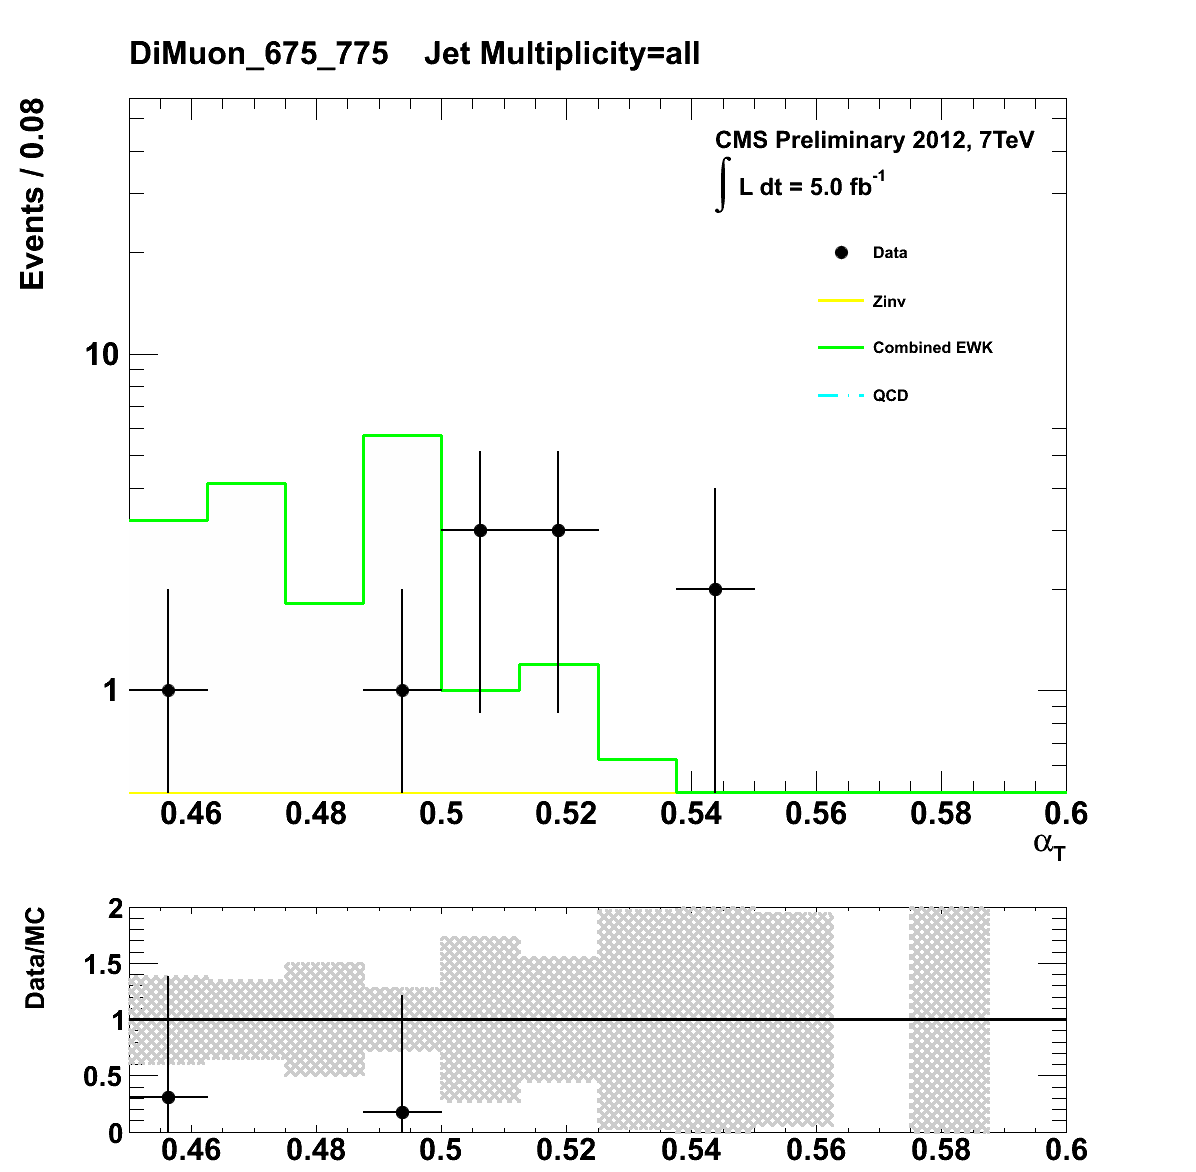 DiMuon_675_775 Jet Multiplicity=all
Events / 0.08
CMS Preliminary 2012, 7TeV
∫ L dt = 5.0 fb⁻¹
Data
Zinv
Combined EWK
QCD
10
1
0.46 0.48 0.5 0.52 0.54 0.56 0.58 0.6
α_T
Data/MC
2
1.5
1
0.5
0
0.46 0.48 0.5 0.52 0.54 0.56 0.58 0.6